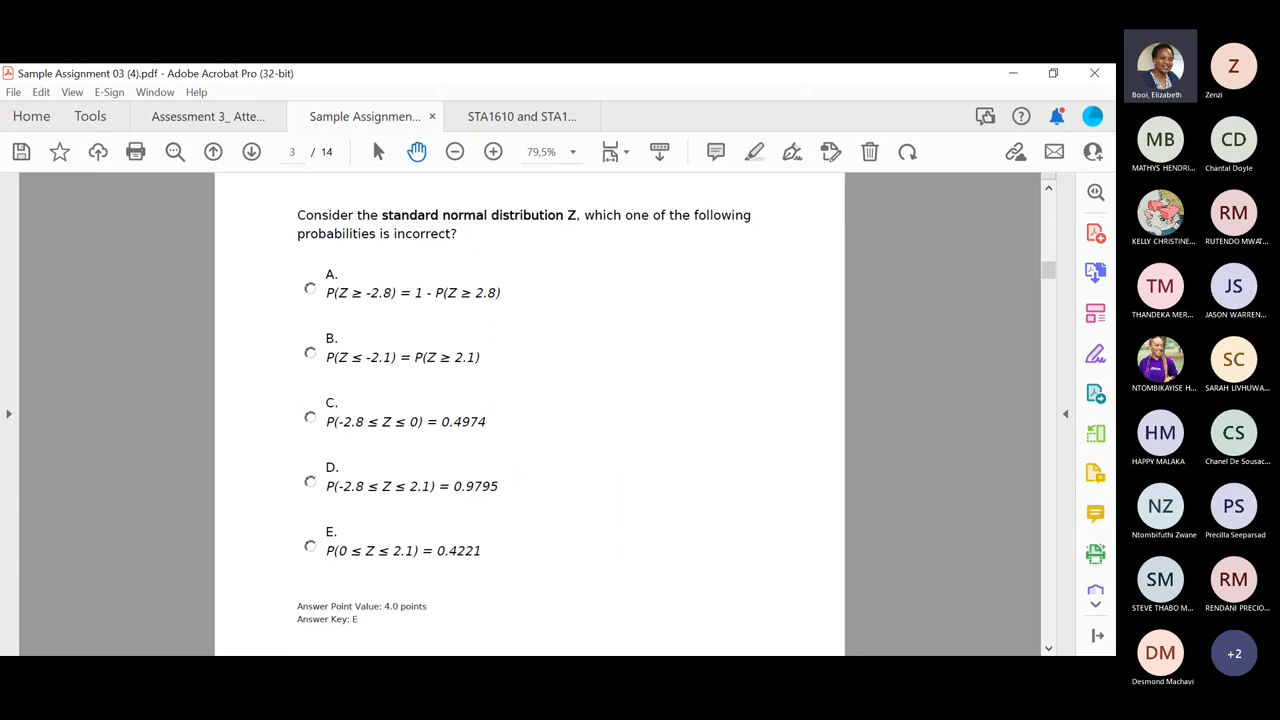 Sample Assignment 03 (4).pdf - Adobe Acrobat Pro (32-bit)
File Edit View E-Sign Window Help
Home Tools Assessment 3_ Atte... Sample Assignmen... × STA1610 and STA1...
3 / 14 79,5%
Consider the standard normal distribution Z, which one of the following
probabilities is incorrect?
A.
P(Z ≥ -2.8) = 1 - P(Z ≥ 2.8)
B.
P(Z ≤ -2.1) = P(Z ≥ 2.1)
C.
P(-2.8 ≤ Z ≤ 0) = 0.4974
D.
P(-2.8 ≤ Z ≤ 2.1) = 0.9795
E.
P(0 ≤ Z ≤ 2.1) = 0.4221
Answer Point Value: 4.0 points
Answer Key: E
Z
Booi, Elizabeth Zenzi
MB CD
MATHYS HENDRI... Chantal Doyle
RM
KELLY CHRISTINE... RUTENDO MWAT...
TM JS
THANDEKA MER... JASON WARREN...
SC
NTOMBIKAYISE H... SARAH LIVHUWA...
HM CS
HAPPY MALAKA Chanel De Sousac...
NZ PS
Ntombifuthi Zwane Precilla Seeparsad
SM RM
STEVE THABO M... RENDANI PRECIO...
DM +2
Desmond Machavi